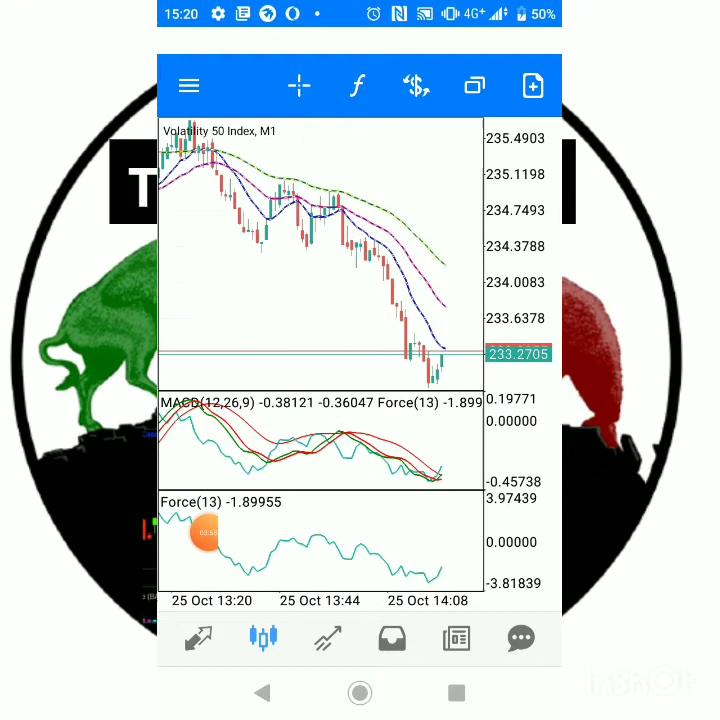 15:20
4G+
50%
T
Volatility 50 Index, M1
235.4903
235.1198
234.7493
234.3788
234.0083
233.6378
233.2705
MACD(12,26,9) -0.38121 -0.36047 Force(13) -1.899
0.19771
0.00000
-0.45738
Force(13) -1.89955
3.97439
0.00000
-3.81839
03:58
25 Oct 13:20
25 Oct 13:44
25 Oct 14:08